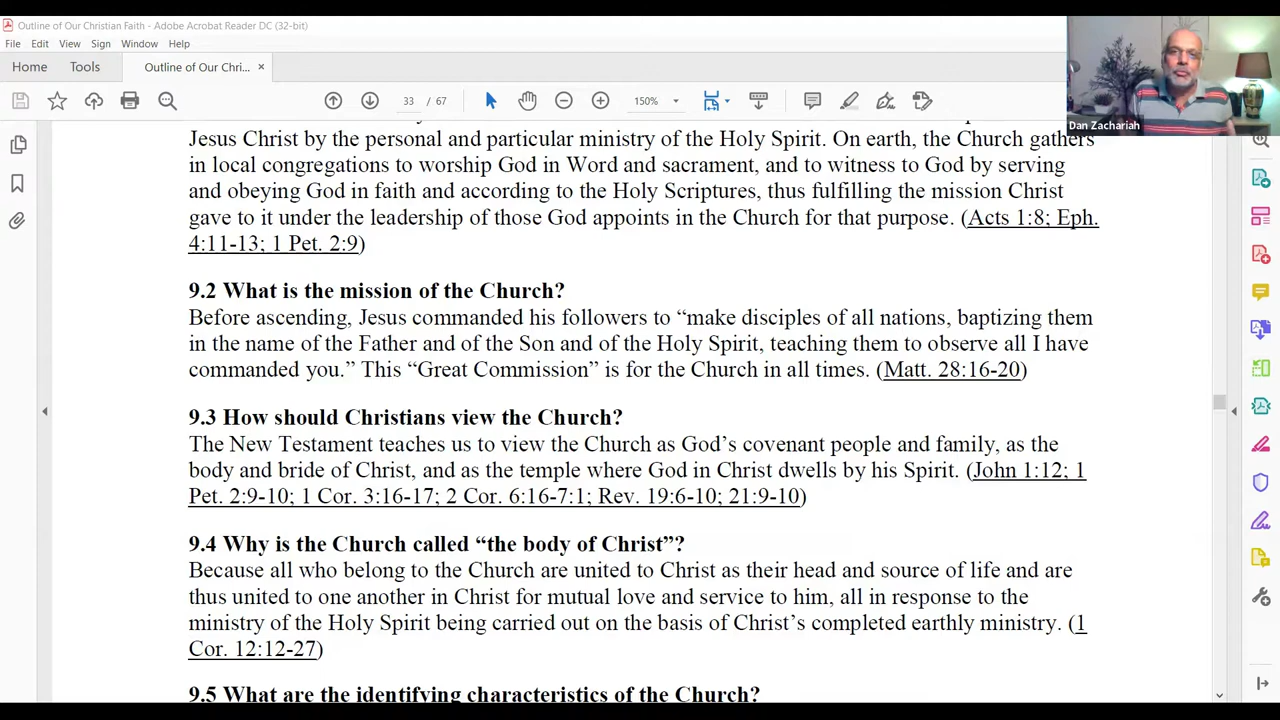 Outline of Our Christian Faith - Adobe Acrobat Reader DC (32-bit)
File Edit View Sign Window Help
Home Tools Outline of Our Chri... ×
33 / 67 150%
Dan Zachariah
Jesus Christ by the personal and particular ministry of the Holy Spirit. On earth, the Church gathers
in local congregations to worship God in Word and sacrament, and to witness to God by serving
and obeying God in faith and according to the Holy Scriptures, thus fulfilling the mission Christ
gave to it under the leadership of those God appoints in the Church for that purpose. (Acts 1:8; Eph.
4:11-13; 1 Pet. 2:9)
9.2 What is the mission of the Church?
Before ascending, Jesus commanded his followers to “make disciples of all nations, baptizing them
in the name of the Father and of the Son and of the Holy Spirit, teaching them to observe all I have
commanded you.” This “Great Commission” is for the Church in all times. (Matt. 28:16-20)
9.3 How should Christians view the Church?
The New Testament teaches us to view the Church as God’s covenant people and family, as the
body and bride of Christ, and as the temple where God in Christ dwells by his Spirit. (John 1:12; 1
Pet. 2:9-10; 1 Cor. 3:16-17; 2 Cor. 6:16-7:1; Rev. 19:6-10; 21:9-10)
9.4 Why is the Church called “the body of Christ”?
Because all who belong to the Church are united to Christ as their head and source of life and are
thus united to one another in Christ for mutual love and service to him, all in response to the
ministry of the Holy Spirit being carried out on the basis of Christ’s completed earthly ministry. (1
Cor. 12:12-27)
9.5 What are the identifying characteristics of the Church?